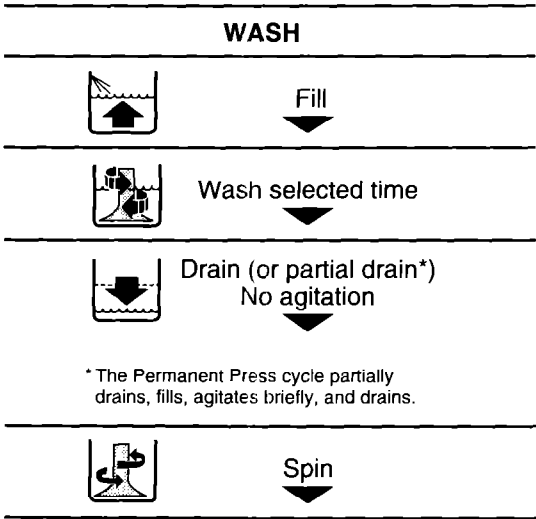 WASH
Fill
Wash selected time
Drain (or partial drain*)
No agitation
* The Permanent Press cycle partially
drains, fills, agitates briefly, and drains.
Spin